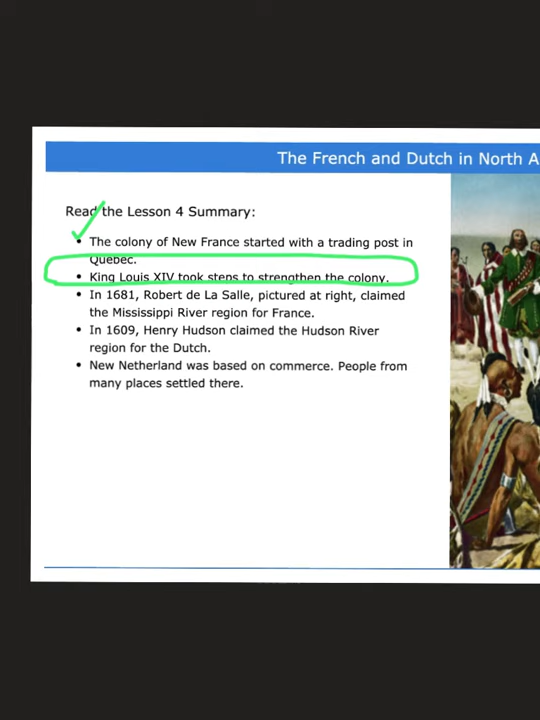 The French and Dutch in North A
Read the Lesson 4 Summary:
• The colony of New France started with a trading post in
Quebec.
• King Louis XIV took steps to strengthen the colony.
• In 1681, Robert de La Salle, pictured at right, claimed
the Mississippi River region for France.
• In 1609, Henry Hudson claimed the Hudson River
region for the Dutch.
• New Netherland was based on commerce. People from
many places settled there.